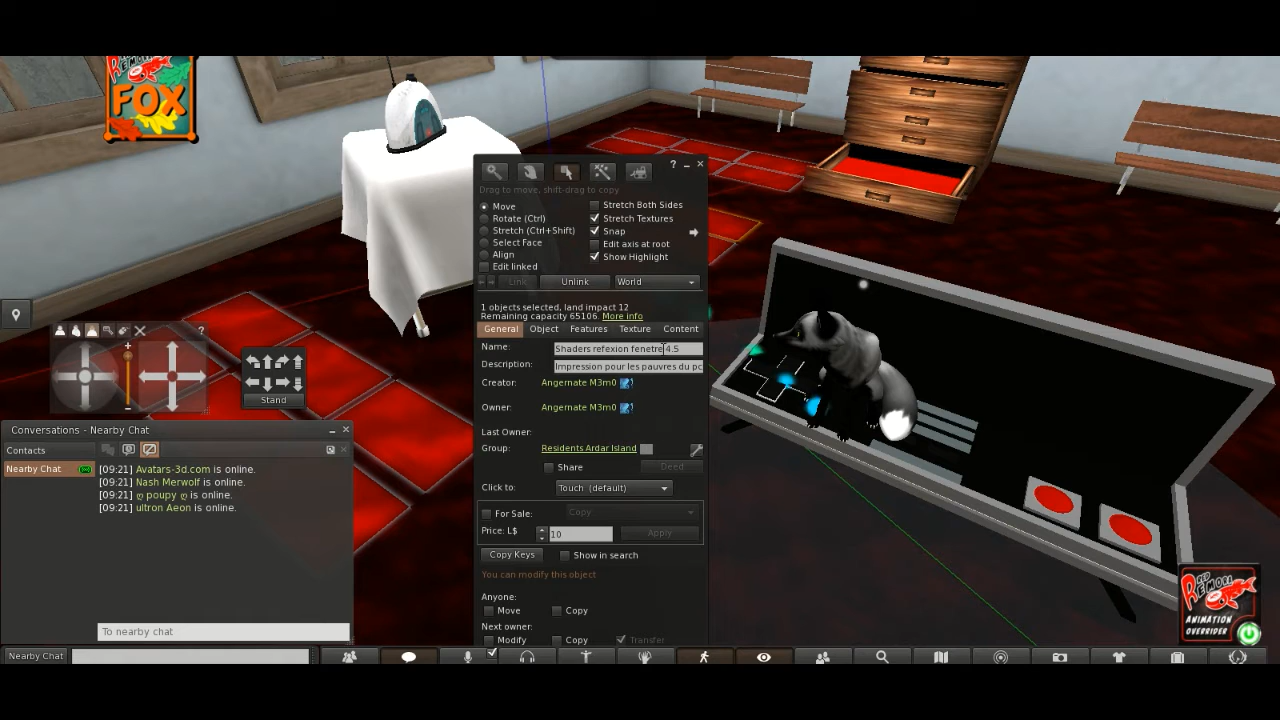 FOX
Drag to move, shift-drag to copy
Move
Rotate (Ctrl)
Stretch (Ctrl+Shift)
Select Face
Align
Edit linked
Stretch Both Sides
Stretch Textures
Snap
Edit axis at root
Show Highlight
Link
Unlink
World
1 objects selected, land impact 12
Remaining capacity 65106. More info
General Object Features Texture Content
Name: Shaders refexion fenetre 4.5
Description: Impression pour les pauvres du pc
Creator: Angernate M3m0
Owner: Angernate M3m0
Last Owner:
Group: Residents Ardar Island
Share Deed
Click to: Touch (default)
For Sale: Copy
Price: L$ 10 Apply
Copy Keys Show in search
You can modify this object
Anyone:
Move Copy
Next owner:
Modify Copy Transfer
?
Stand
Conversations - Nearby Chat
Contacts
Nearby Chat
[09:21] Avatars-3d.com is online.
[09:21] Nash Merwolf is online.
[09:21] ღ poupy ღ is online.
[09:21] ultron Aeon is online.
To nearby chat
Nearby Chat
RED REMORA
ANIMATION
OVERRIDER